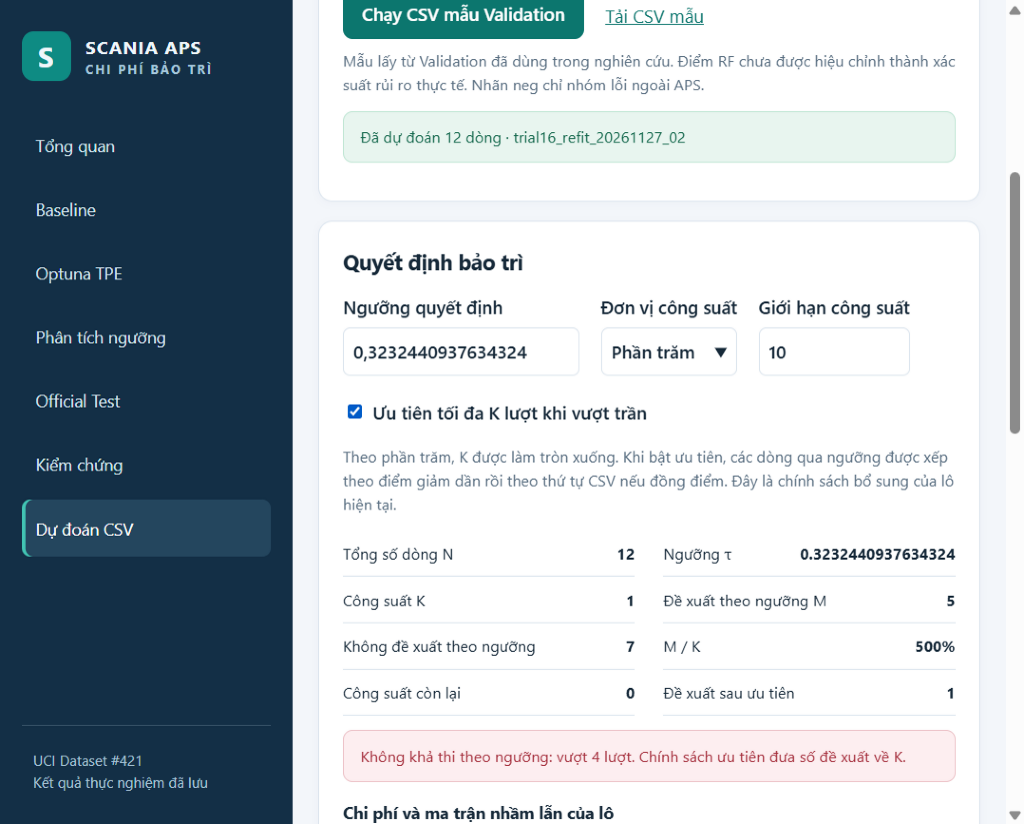 S
SCANIA APS
CHI PHÍ BẢO TRÌ
Tổng quan
Baseline
Optuna TPE
Phân tích ngưỡng
Official Test
Kiểm chứng
Dự đoán CSV
UCI Dataset #421
Kết quả thực nghiệm đã lưu
Chạy CSV mẫu Validation
Tải CSV mẫu
Mẫu lấy từ Validation đã dùng trong nghiên cứu. Điểm RF chưa được hiệu chỉnh thành xác
suất rủi ro thực tế. Nhãn neg chỉ nhóm lỗi ngoài APS.
Đã dự đoán 12 dòng · trial16_refit_20261127_02
Quyết định bảo trì
Ngưỡng quyết định
Đơn vị công suất
Giới hạn công suất
0,3232440937634324
Phần trăm
10
Ưu tiên tối đa K lượt khi vượt trần
Theo phần trăm, K được làm tròn xuống. Khi bật ưu tiên, các dòng qua ngưỡng được xếp
theo điểm giảm dần rồi theo thứ tự CSV nếu đồng điểm. Đây là chính sách bổ sung của lô
hiện tại.
Tổng số dòng N 12
Ngưỡng τ 0.3232440937634324
Công suất K 1
Đề xuất theo ngưỡng M 5
Không đề xuất theo ngưỡng 7
M / K 500%
Công suất còn lại 0
Đề xuất sau ưu tiên 1
Không khả thi theo ngưỡng: vượt 4 lượt. Chính sách ưu tiên đưa số đề xuất về K.
Chi phí và ma trận nhầm lẫn của lô